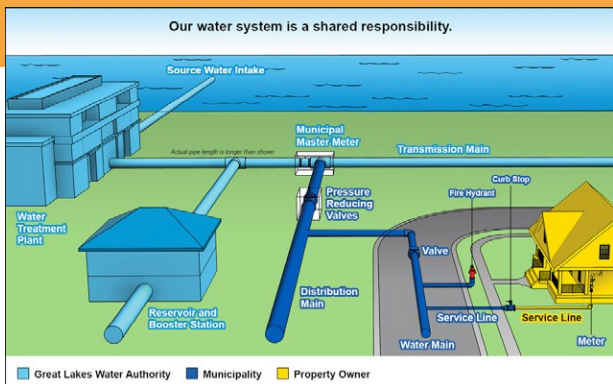 Our water system is a shared responsibility.
Source Water Intake
Municipal
Master Meter
Actual pipe length is longer than shown
Transmission Main
Curb Stop
Fire Hydrant
Pressure
Reducing
Valves
Water
Treatment
Plant
Valve
Distribution
Main
Reservoir and
Booster Station
Service Line
Service Line
Water Main
Meter
Great Lakes Water Authority
Municipality
Property Owner